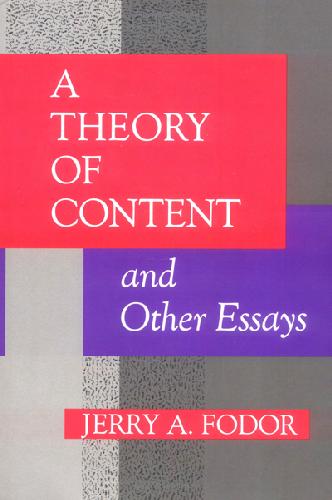 A
THEORY
OF
CONTENT
and
Other Essays
JERRY A. FODOR